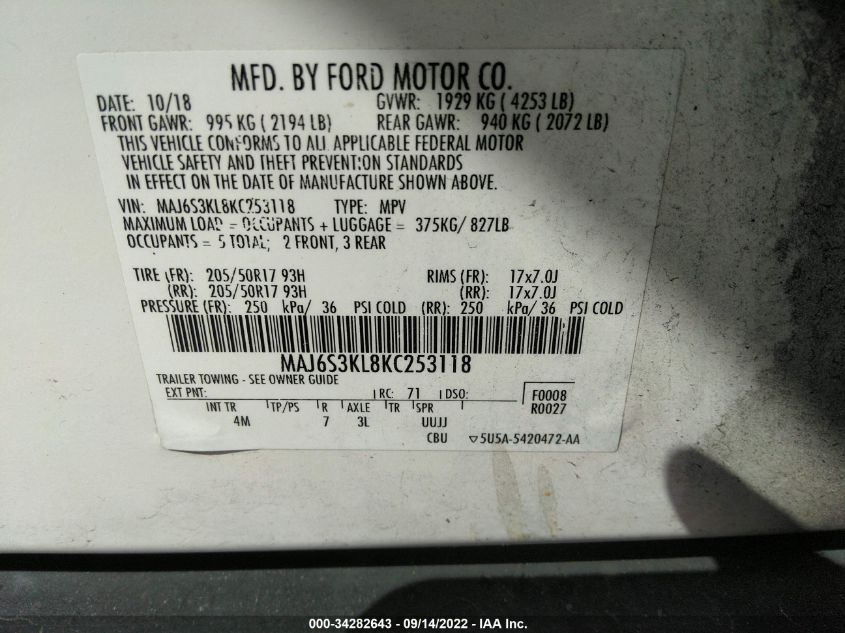 MFD. BY FORD MOTOR CO.
DATE: 10/18 GVWR: 1929 KG ( 4253 LB)
FRONT GAWR: 995 KG ( 2194 LB) REAR GAWR: 940 KG ( 2072 LB)
THIS VEHICLE CONFORMS TO ALL APPLICABLE FEDERAL MOTOR
VEHICLE SAFETY AND THEFT PREVENTION STANDARDS
IN EFFECT ON THE DATE OF MANUFACTURE SHOWN ABOVE.
VIN: MAJ6S3KL8KC253118 TYPE: MPV
MAXIMUM LOAD = OCCUPANTS + LUGGAGE = 375KG/ 827LB
OCCUPANTS = 5 TOTAL; 2 FRONT, 3 REAR
TIRE (FR): 205/50R17 93H RIMS (FR): 17x7.0J
(RR): 205/50R17 93H (RR): 17x7.0J
PRESSURE (FR): 250 kPa/ 36 PSI COLD (RR): 250 kPa/ 36 PSI COLD
MAJ6S3KL8KC253118
TRAILER TOWING - SEE OWNER GUIDE
EXT PNT: RC: 71 DSO: F0008
R0027
INT TR TP/PS R AXLE TR SPR
4M 7 3L UUJJ
CBU ▽5U5A-5420472-AA
000-34282643 - 09/14/2022 - IAA Inc.